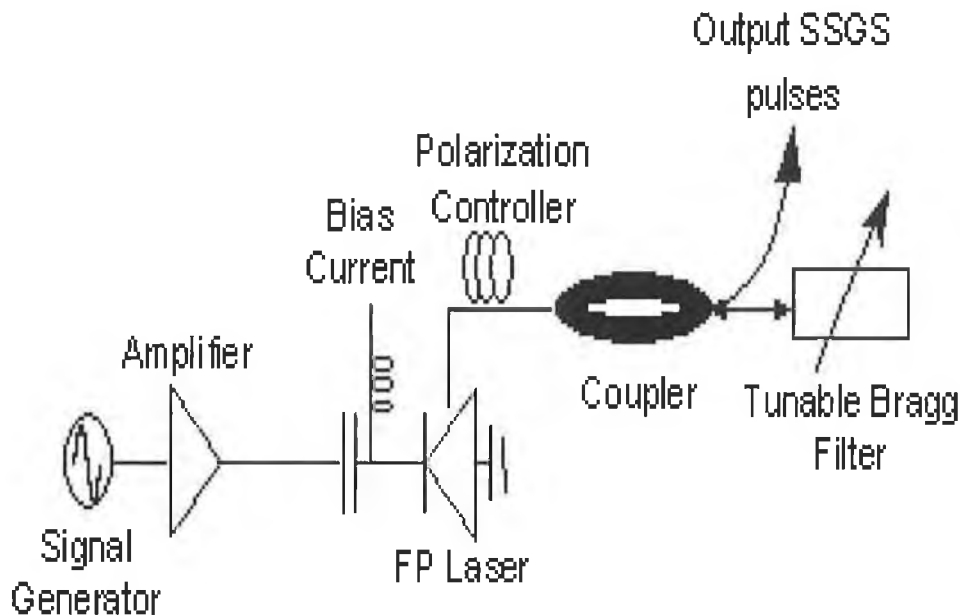 Output SSGS
pulses
Polarization
Controller
Bias
Current
Amplifier
Coupler
Tunable Bragg
Filter
FP Laser
Signal
Generator